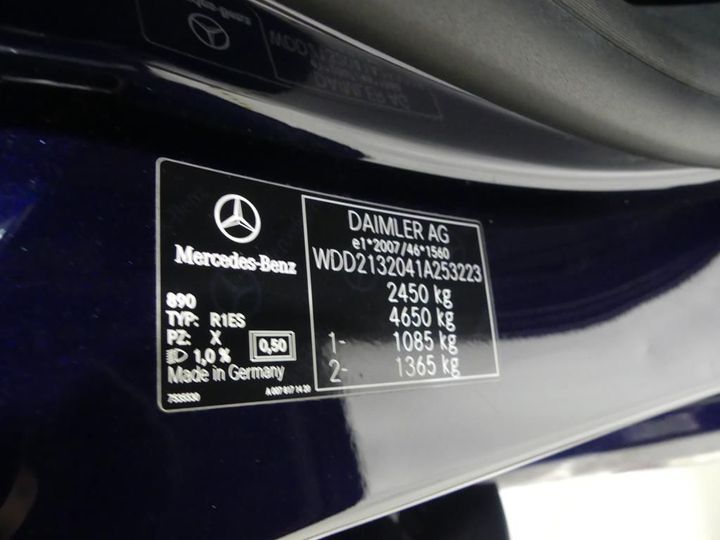 Mercedes-Benz
890
TYP: R1ES
PZ: X
1,0 % 0,50
Made in Germany
DAIMLER AG
e1*2007/46*1560
WDD2132041A253223
2450 kg
4650 kg
1- 1085 kg
2- 1365 kg